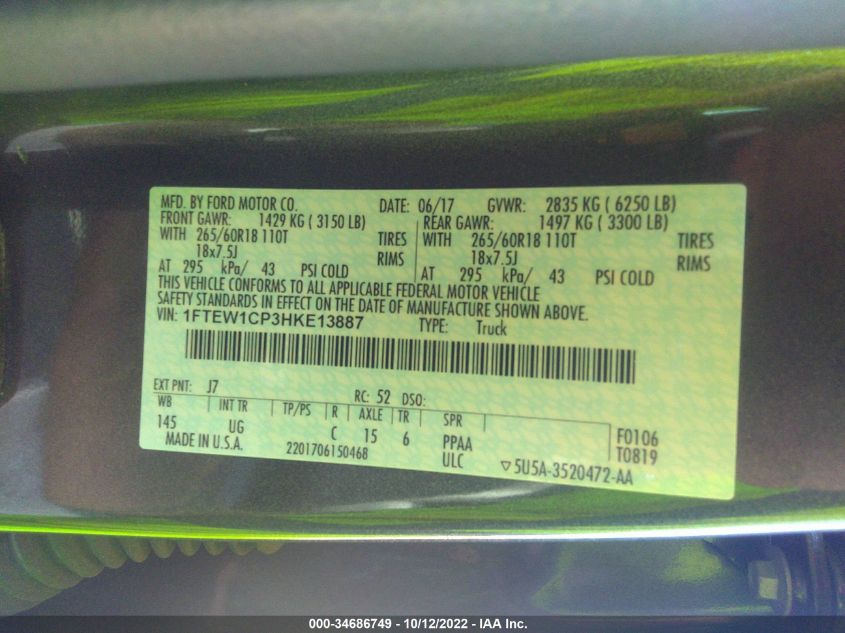 MFD. BY FORD MOTOR CO. DATE: 06/17 GVWR: 2835 KG ( 6250 LB)
FRONT GAWR: 1429 KG ( 3150 LB) REAR GAWR: 1497 KG ( 3300 LB)
WITH 265/60R18 110T TIRES WITH 265/60R18 110T TIRES
18x7.5J RIMS 18x7.5J RIMS
AT 295 kPa/ 43 PSI COLD AT 295 kPa/ 43 PSI COLD
THIS VEHICLE CONFORMS TO ALL APPLICABLE FEDERAL MOTOR VEHICLE
SAFETY STANDARDS IN EFFECT ON THE DATE OF MANUFACTURE SHOWN ABOVE.
VIN: 1FTEW1CP3HKE13887 TYPE: Truck
EXT PNT: J7 RC: 52 DSO:
WB INT TR TP/PS R AXLE TR SPR
145 UG C 15 6 PPAA F0106
MADE IN U.S.A. 2201706150468 ULC T0819
▽5U5A-3520472-AA
000-34686749 - 10/12/2022 - IAA Inc.